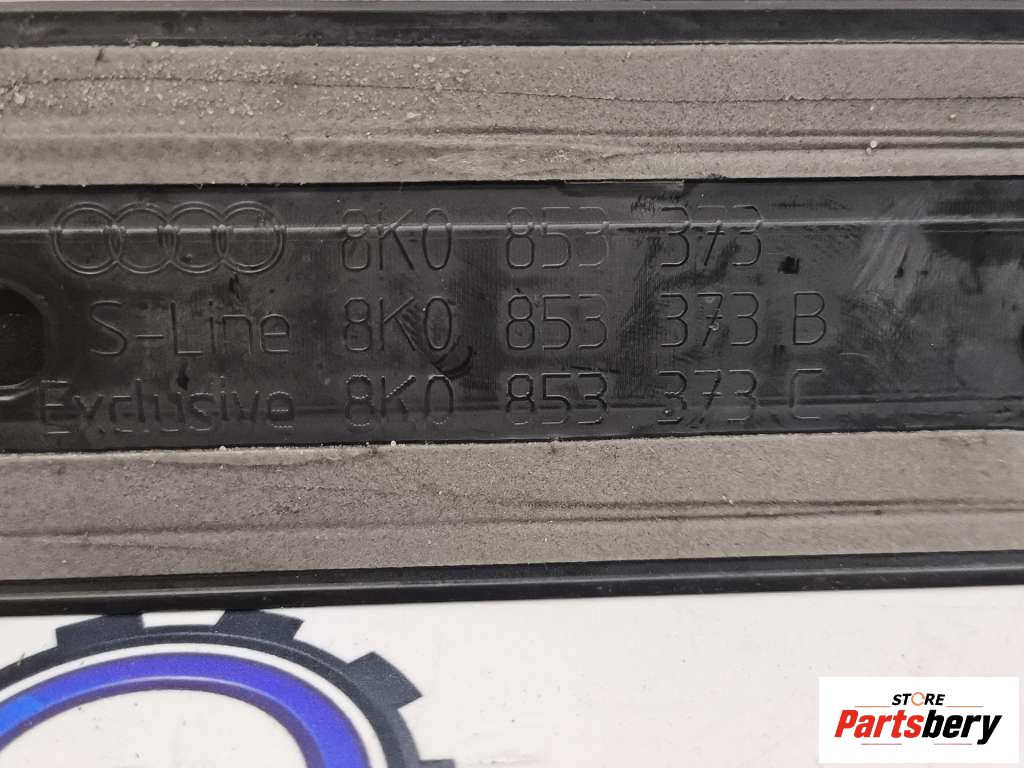 8K0 853 373
S-Line 8K0 853 373 B
Exclusive 8K0 853 373 C
STORE
Partsbery